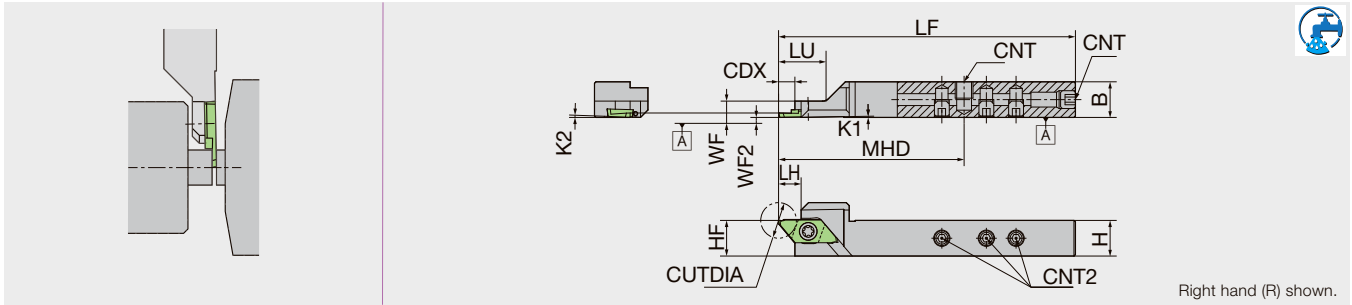 LF
LU
CNT
CNT
CDX
B
K2
A
WF
WF2
K1
A
MHD
LH
HF
H
CUTDIA
CNT2
Right hand (R) shown.